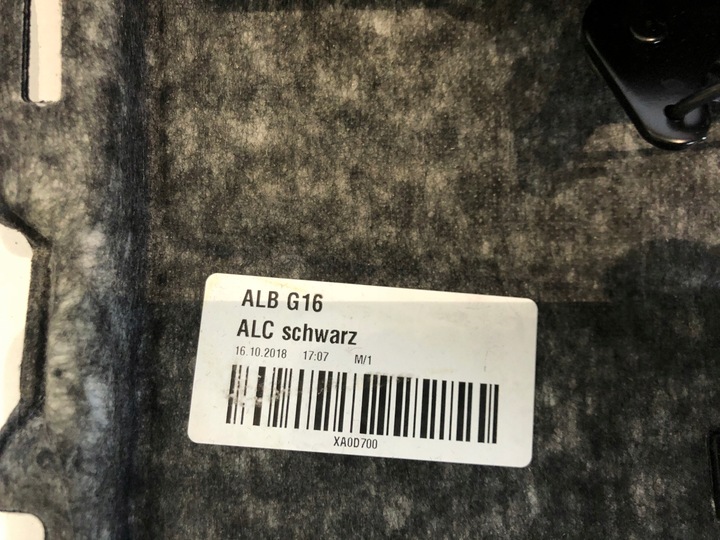 ALB G16
ALC schwarz
16.10.2018 17:07 M/1
XA0D700